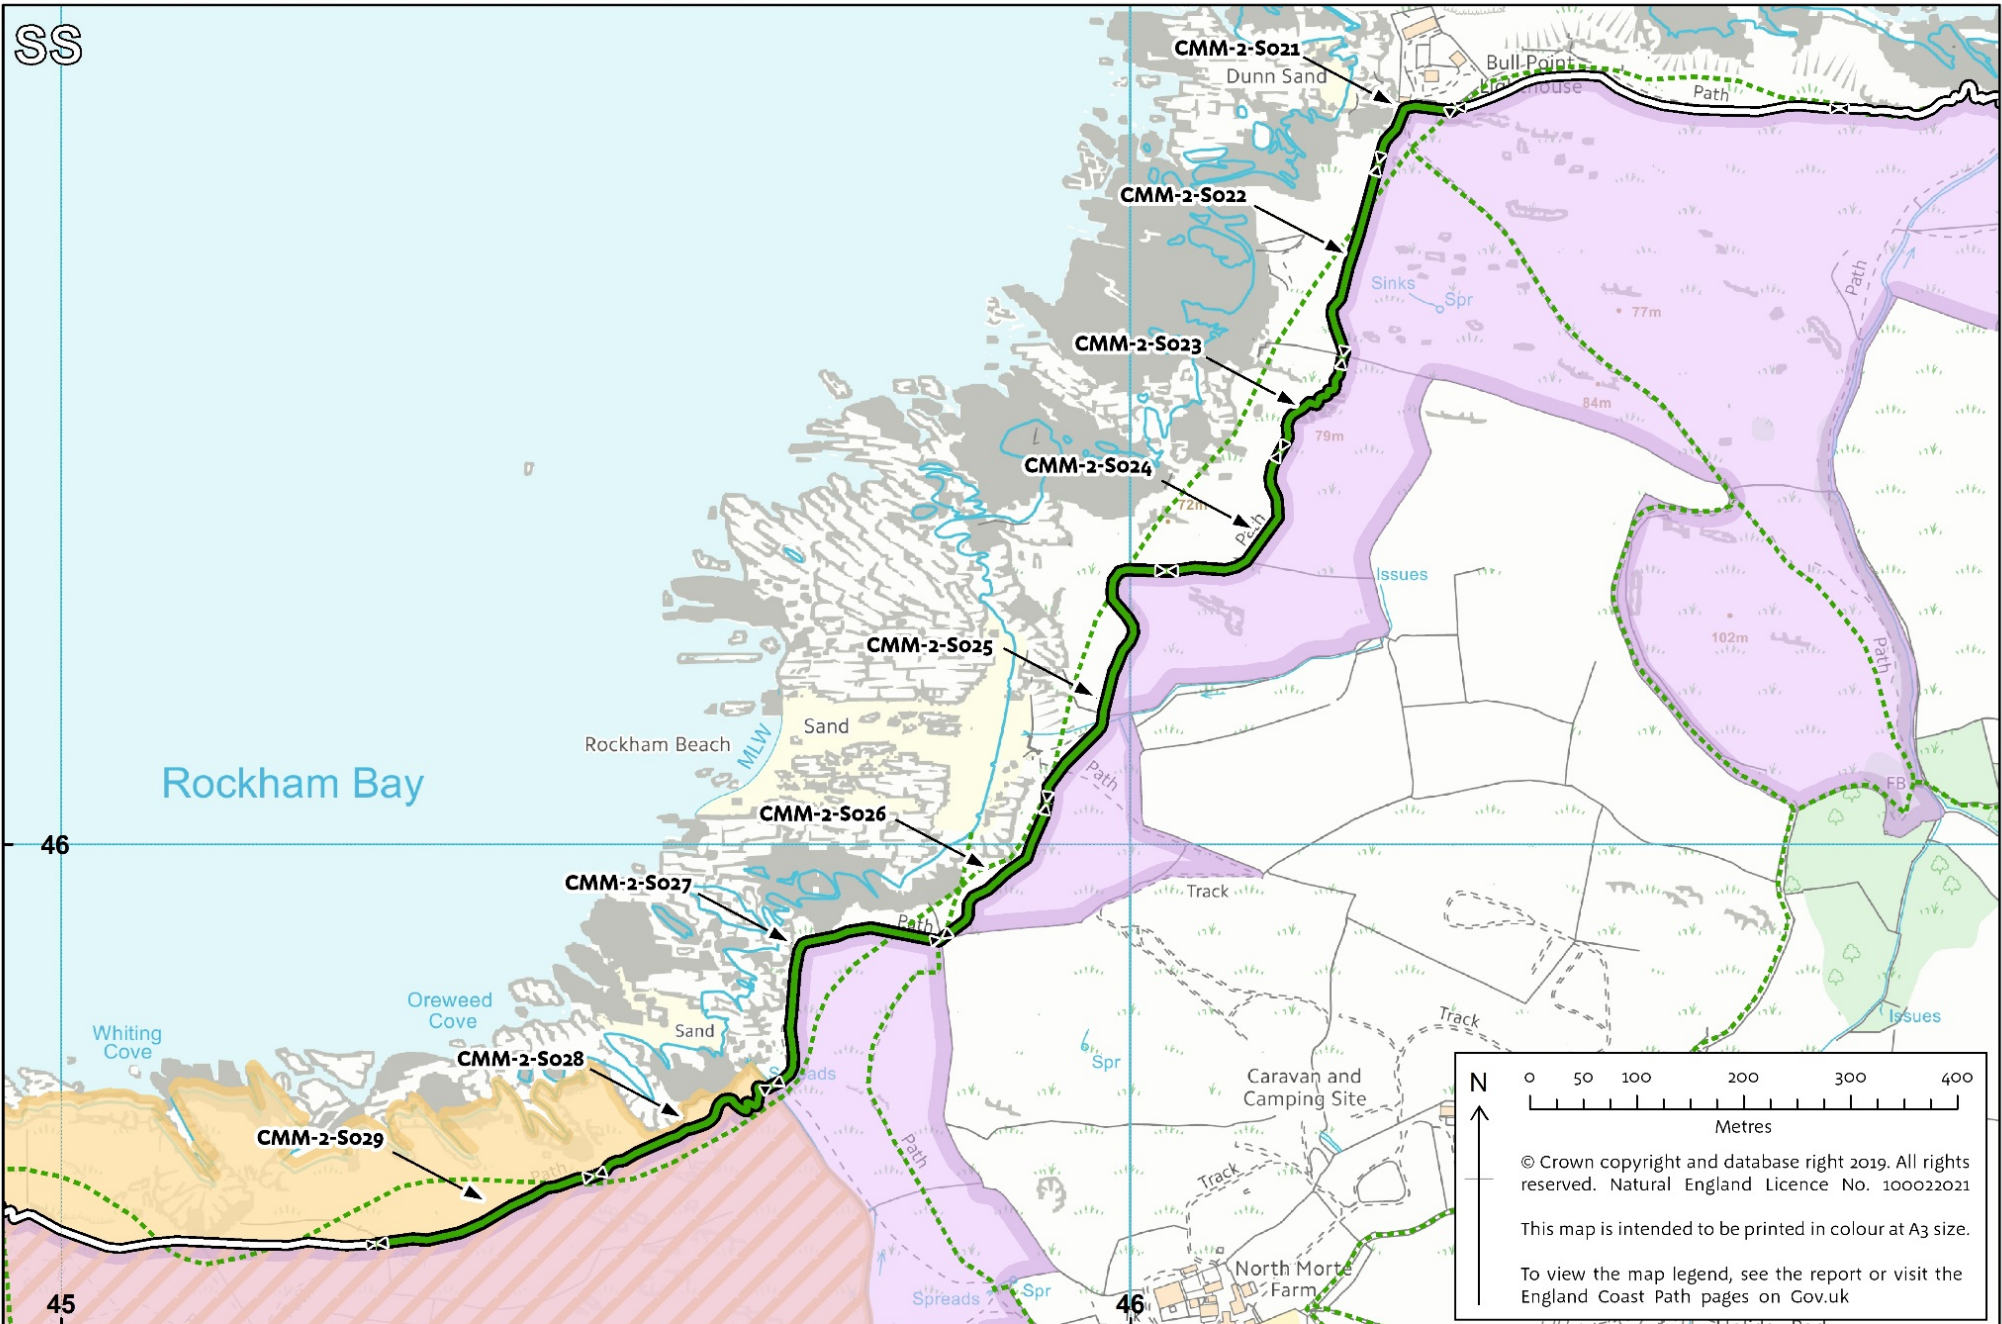 SS
CMM-2-S021
Dunn Sand
Bull Point
Lighthouse
Path
CMM-2-S022
Path
Sinks
Spr
77m
CMM-2-S023
84m
79m
CMM-2-S024
72m
Path
Issues
102m
Path
CMM-2-S025
Sand
Rockham Beach
MLW
Rockham Bay
Path
FB
CMM-2-S026
46
CMM-2-S027
Track
Path
Oreweed
Cove
Whiting
Cove
Sand
Track
Issues
CMM-2-S028
Spr
Spreads
Caravan and
Camping Site
CMM-2-S029
Path
Path
Track
North Morte
Farm
Spreads
Spr
45
46
N
0 50 100 200 300 400
Metres
© Crown copyright and database right 2019. All rights
reserved. Natural England Licence No. 100022021
This map is intended to be printed in colour at A3 size.
To view the map legend, see the report or visit the
England Coast Path pages on Gov.uk